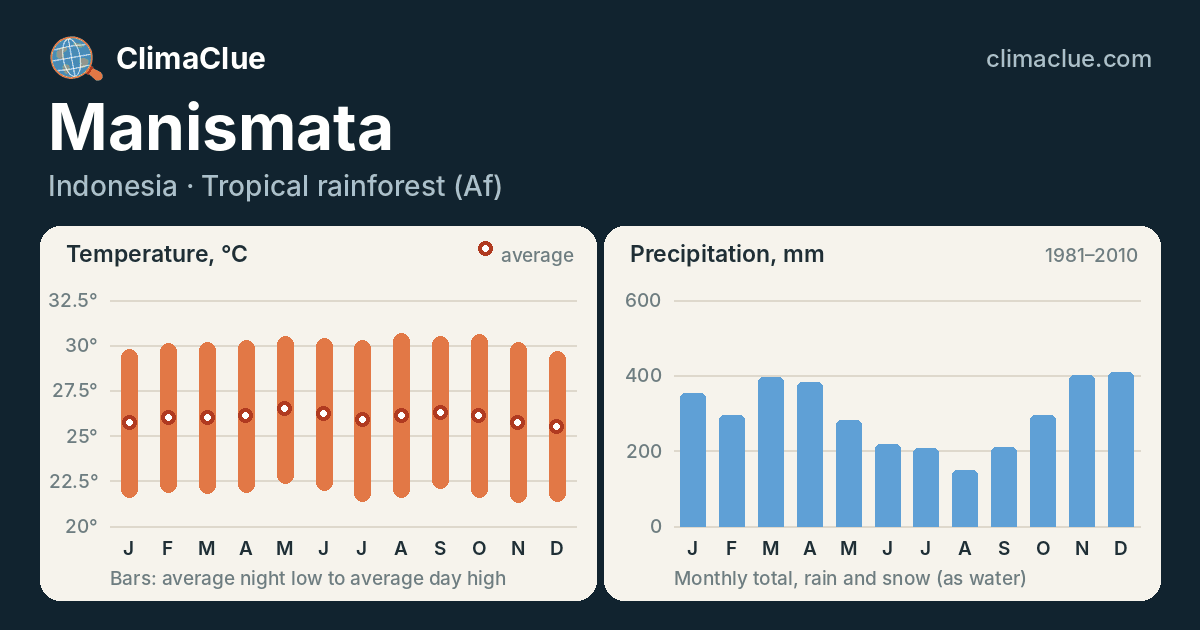 ClimaClue
climaclue.com
Manismata
Indonesia · Tropical rainforest (Af)
Temperature, °C
average
32.5°
30°
27.5°
25°
22.5°
20°
J F M A M J J A S O N D
Bars: average night low to average day high
Precipitation, mm
1981–2010
600
400
200
0
J F M A M J J A S O N D
Monthly total, rain and snow (as water)